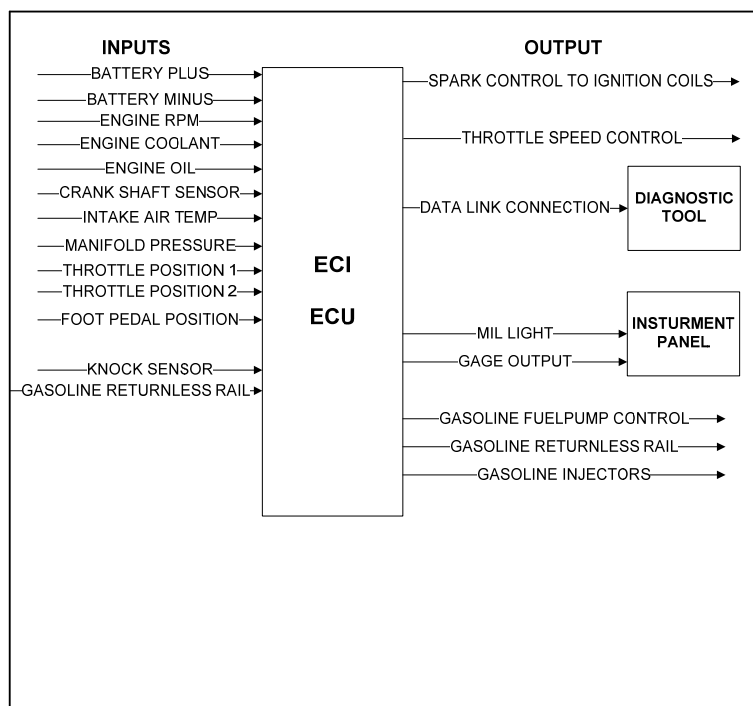 INPUTS
BATTERY PLUS
BATTERY MINUS
ENGINE RPM
ENGINE COOLANT
ENGINE OIL
CRANK SHAFT SENSOR
INTAKE AIR TEMP
MANIFOLD PRESSURE
THROTTLE POSITION 1
THROTTLE POSITION 2
FOOT PEDAL POSITION
KNOCK SENSOR
GASOLINE RETURNLESS RAIL
ECI
ECU
OUTPUT
SPARK CONTROL TO IGNITION COILS
THROTTLE SPEED CONTROL
DATA LINK CONNECTION
DIAGNOSTIC
TOOL
MIL LIGHT
GAGE OUTPUT
INSTURMENT
PANEL
GASOLINE FUELPUMP CONTROL
GASOLINE RETURNLESS RAIL
GASOLINE INJECTORS